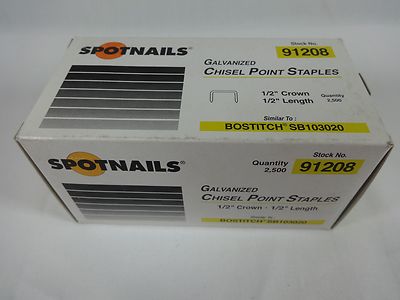 SPOTNAILS®
Stock No.
91208
GALVANIZED
CHISEL POINT STAPLES
1/2" Crown
1/2" Length
Quantity
2,500
Similar To :
BOSTITCH® SB103020
SPOTNAILS®
Stock No.
Quantity
2,500
91208
GALVANIZED
CHISEL POINT STAPLES
1/2" Crown · 1/2" Length
Similar To :
BOSTITCH® SB103020